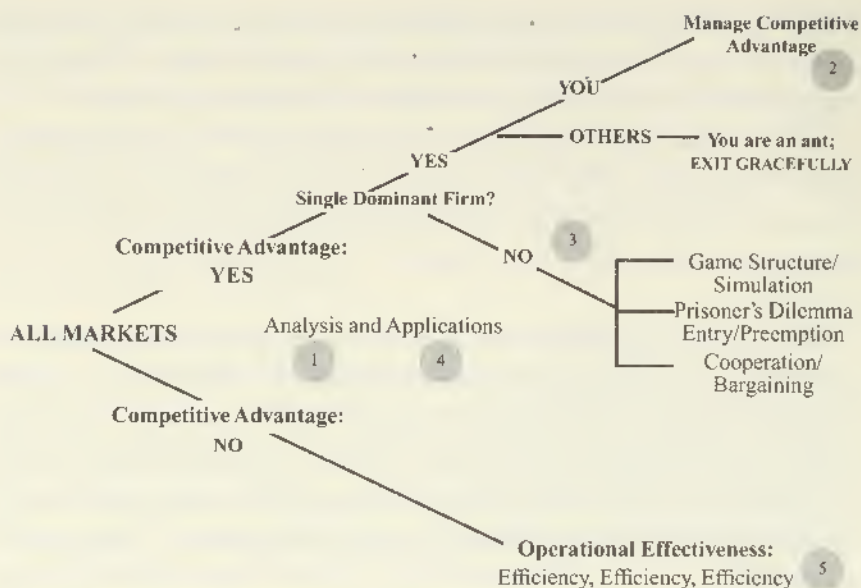 Manage Competitive
Advantage
2
YOU
OTHERS
You are an ant;
EXIT GRACEFULLY
YES
Single Dominant Firm?
3
NO
Competitive Advantage:
YES
Game Structure/
Simulation
Prisoner's Dilemma
Entry/Preemption
Cooperation/
Bargaining
ALL MARKETS
Analysis and Applications
1
4
Competitive Advantage:
NO
Operational Effectiveness:
Efficiency, Efficiency, Efficiency
5